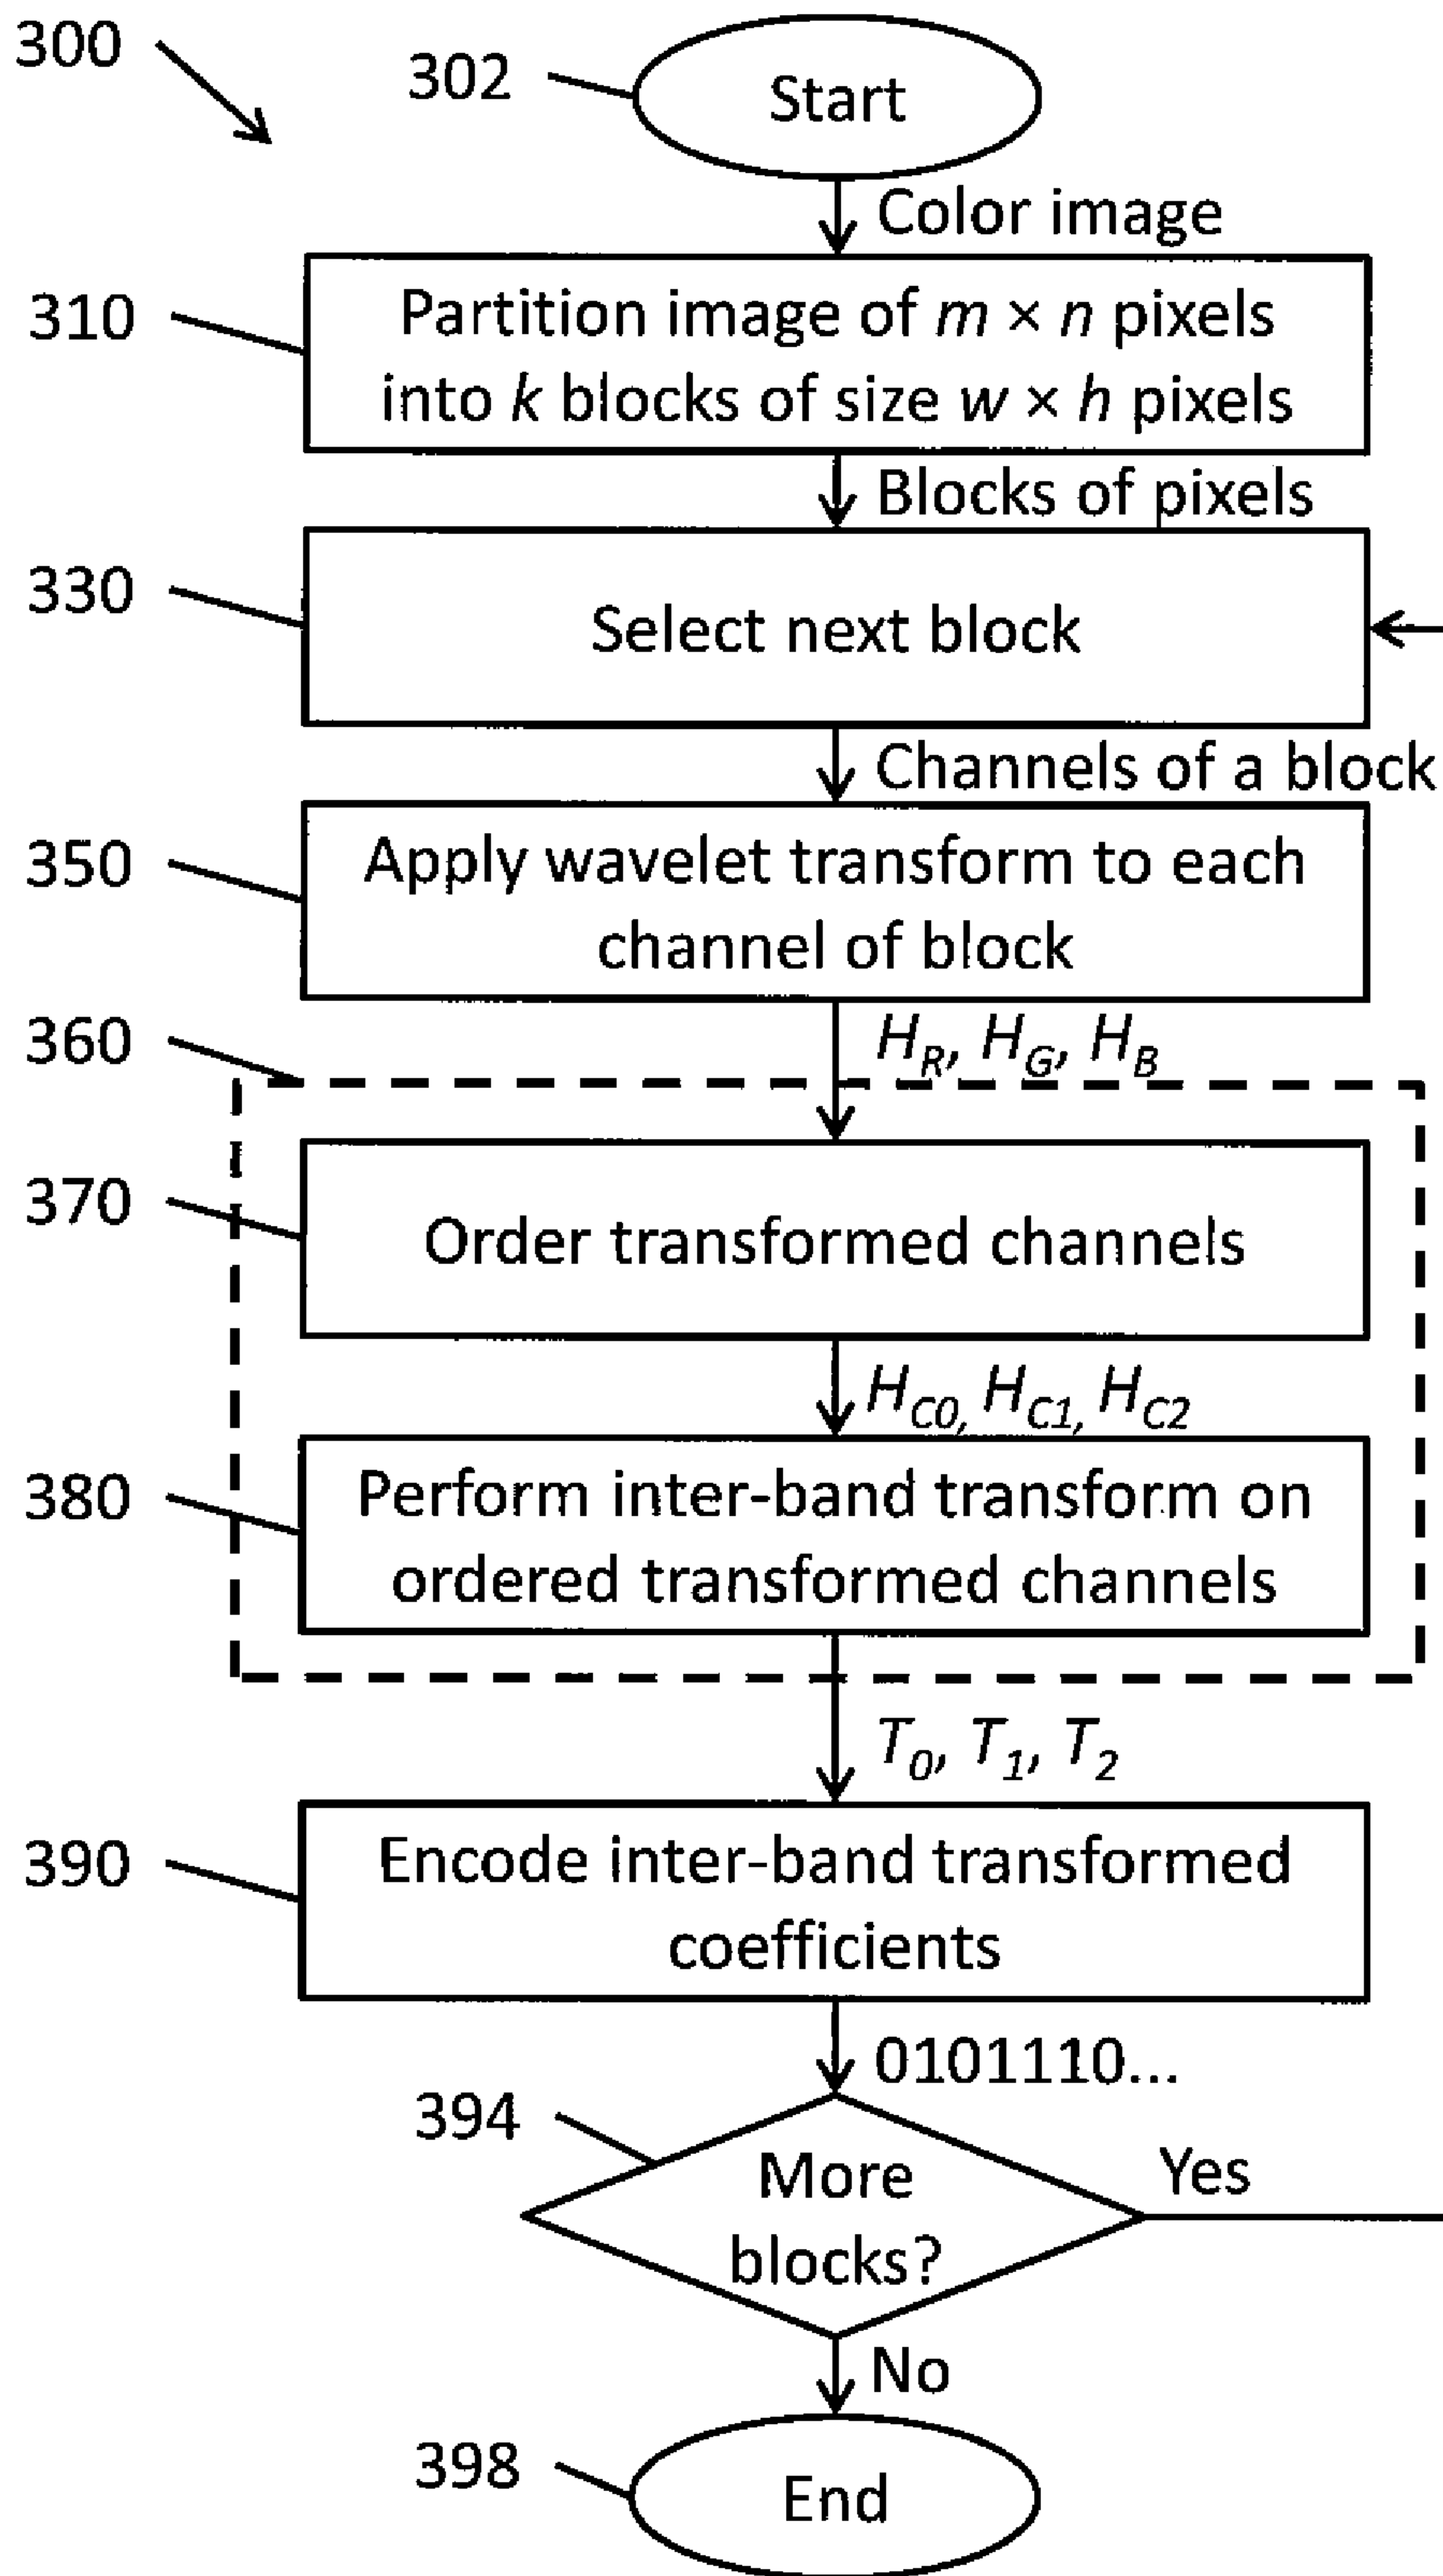 300
302
Start
Color image
310
Partition image of m × n pixels
into k blocks of size w × h pixels
Blocks of pixels
330
Select next block
Channels of a block
350
Apply wavelet transform to each
channel of block
360
H_R, H_G, H_B
370
Order transformed channels
H_C0, H_C1, H_C2
380
Perform inter-band transform on
ordered transformed channels
T_0, T_1, T_2
390
Encode inter-band transformed
coefficients
0101110...
394
More
blocks?
Yes
No
398
End